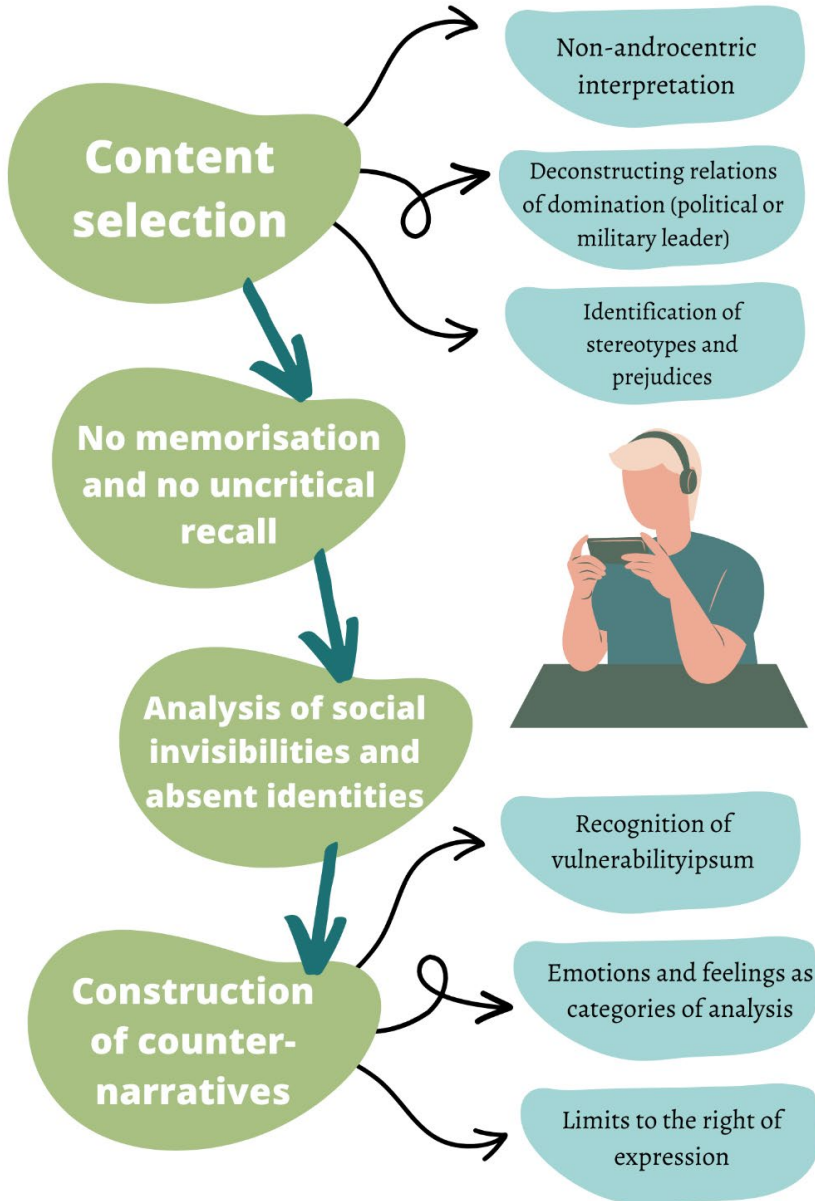 Content
selection
Non-androcentric
interpretation
Deconstructing relations
of domination (political or
military leader)
Identification of
stereotypes and
prejudices
No memorisation
and no uncritical
recall
Analysis of social
invisibilities and
absent identities
Construction
of counter-
narratives
Recognition of
vulnerabilityipsum
Emotions and feelings as
categories of analysis
Limits to the right of
expression